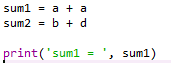 sum1 = a + a
sum2 = b + d
print('sum1 = ', sum1)